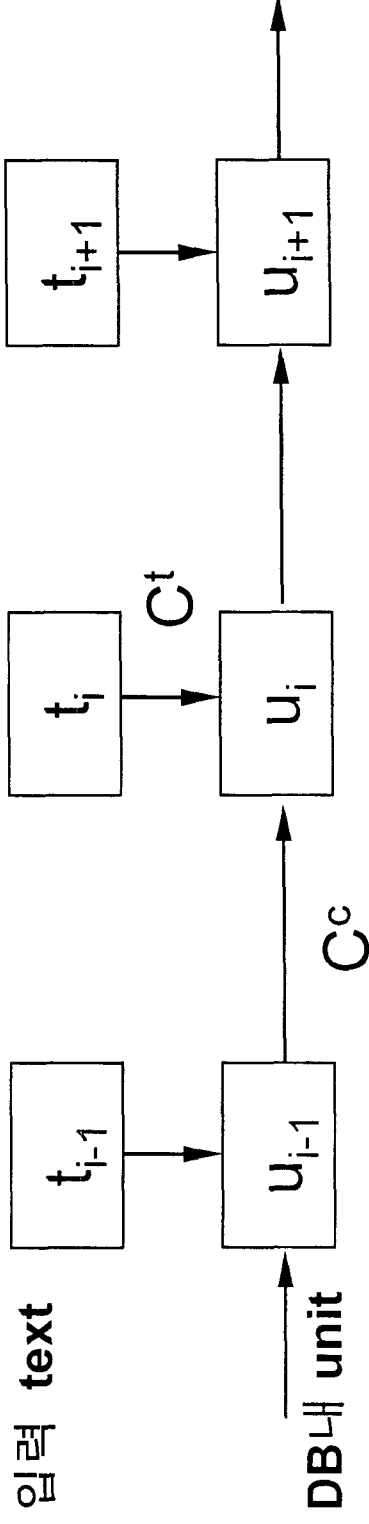 입력 text
t_{i-1}
t_i
t_{i+1}
C^t
DB내 unit
u_{i-1}
u_i
u_{i+1}
C^c